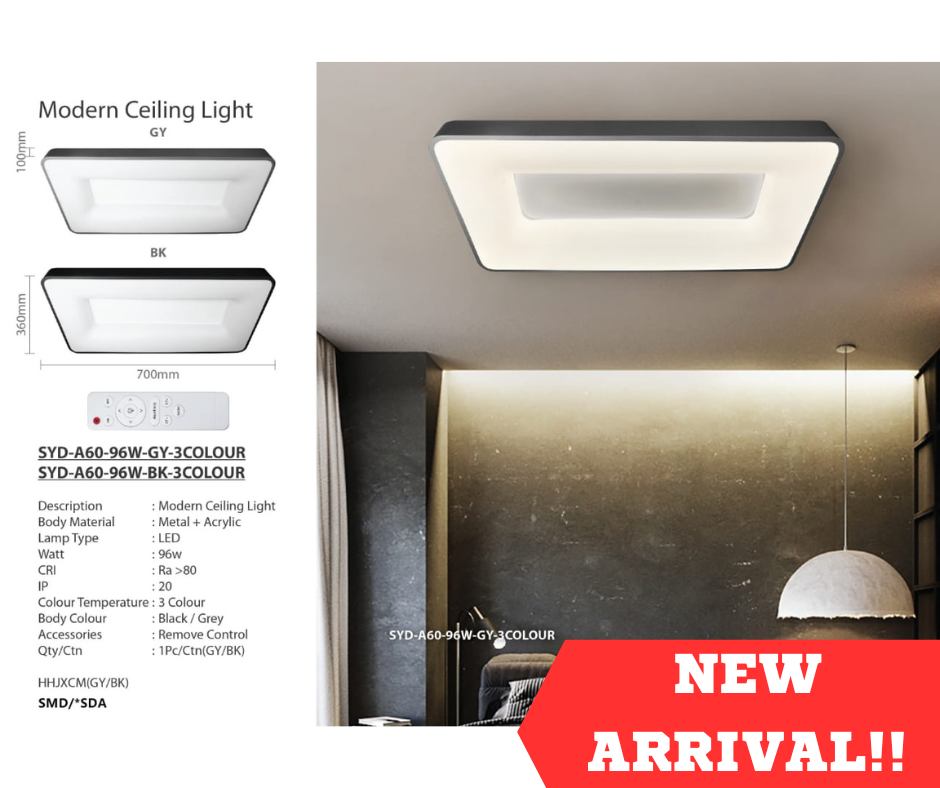 Modern Ceiling Light
GY
100mm
BK
360mm
700mm
SYD-A60-96W-GY-3COLOUR
SYD-A60-96W-BK-3COLOUR
Description : Modern Ceiling Light
Body Material : Metal + Acrylic
Lamp Type : LED
Watt : 96w
CRI : Ra >80
IP : 20
Colour Temperature : 3 Colour
Body Colour : Black / Grey
Accessories : Remove Control
Qty/Ctn : 1Pc/Ctn(GY/BK)
HHJXCM(GY/BK)
SMD/*SDA
SYD-A60-96W-GY-3COLOUR
NEW
ARRIVAL!!